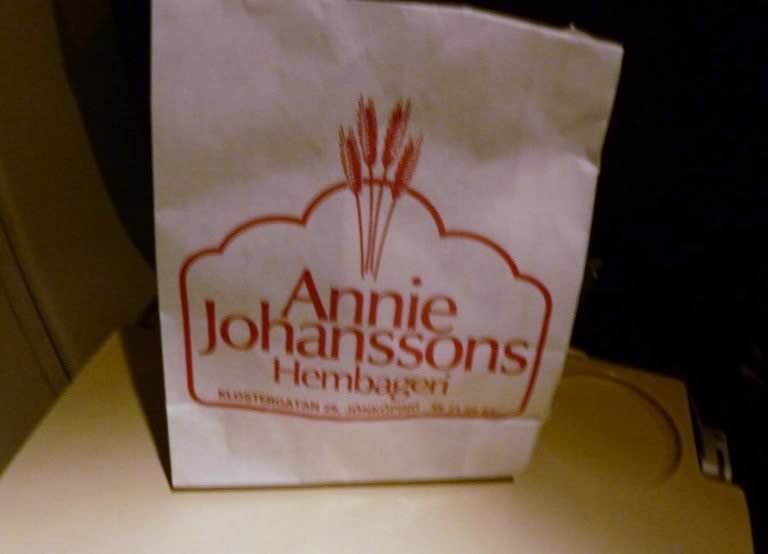 Annie
Johanssons
Hembageri
KLOSTERGATAN